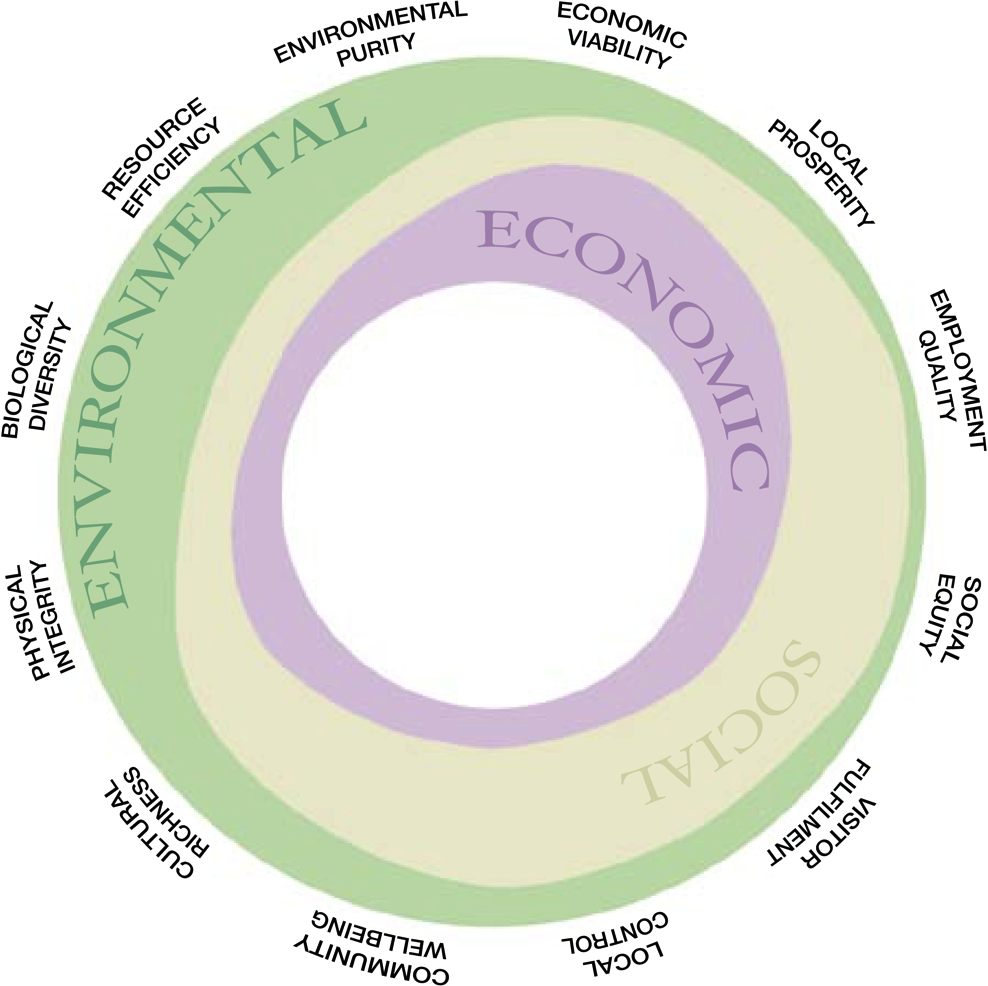 ECONOMIC
VIABILITY
LOCAL
PROSPERITY
EMPLOYMENT
QUALITY
SOCIAL
EQUITY
VISITOR
FULFILMENT
LOCAL
CONTROL
COMMUNITY
WELLBEING
CULTURAL
RICHNESS
PHYSICAL
INTEGRITY
BIOLOGICAL
DIVERSITY
RESOURCE
EFFICIENCY
ENVIRONMENTAL
PURITY
ENVIRONMENTAL
ECONOMIC
SOCIAL